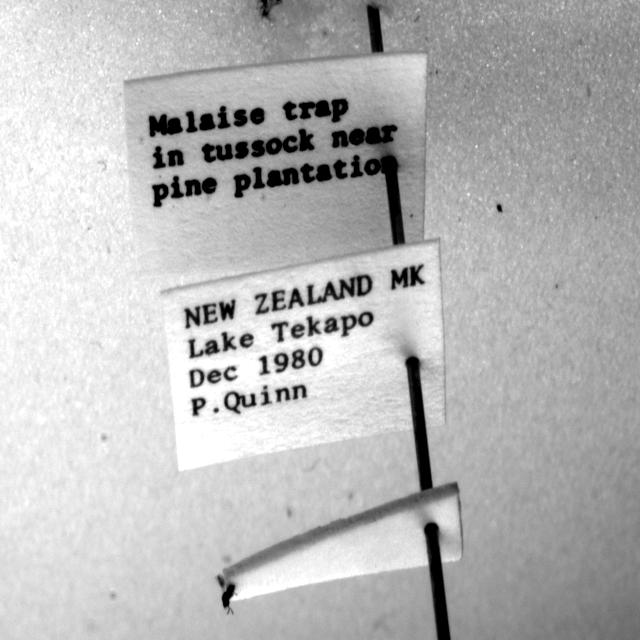 Malaise trap
in tussock near
pine plantatio
NEW ZEALAND MK
Lake Tekapo
Dec 1980
P.Quinn